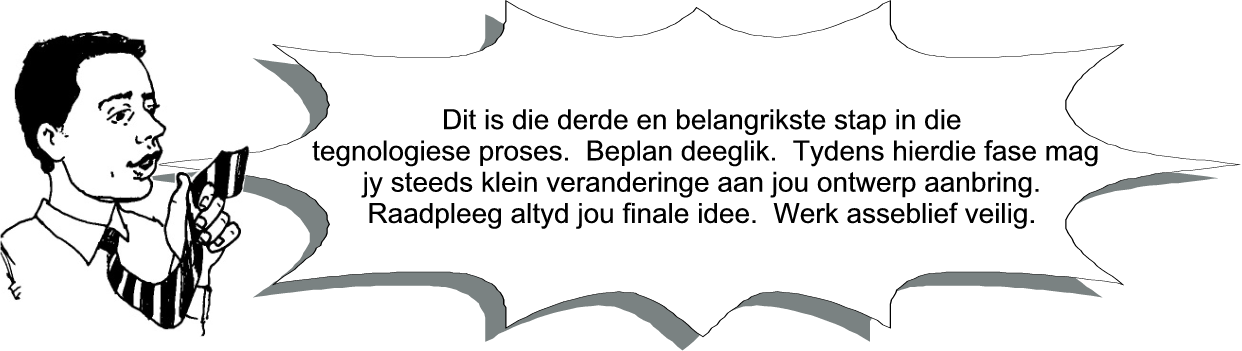 Dit is die derde en belangrikste stap in die
tegnologiese proses.  Beplan deeglik.  Tydens hierdie fase mag
jy steeds klein veranderinge aan jou ontwerp aanbring.
Raadpleeg altyd jou finale idee.  Werk asseblief veilig.